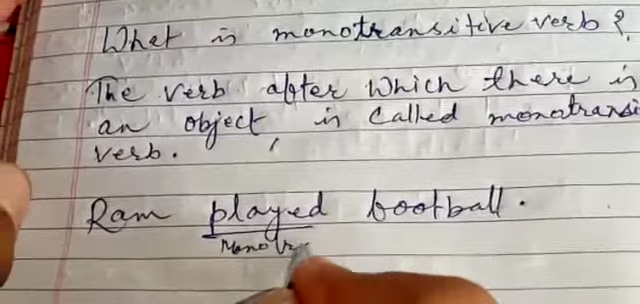 What is monotransitive verb?
The verb after which there is
an object, is called monotransi
verb.
Ram played football.
Monotr